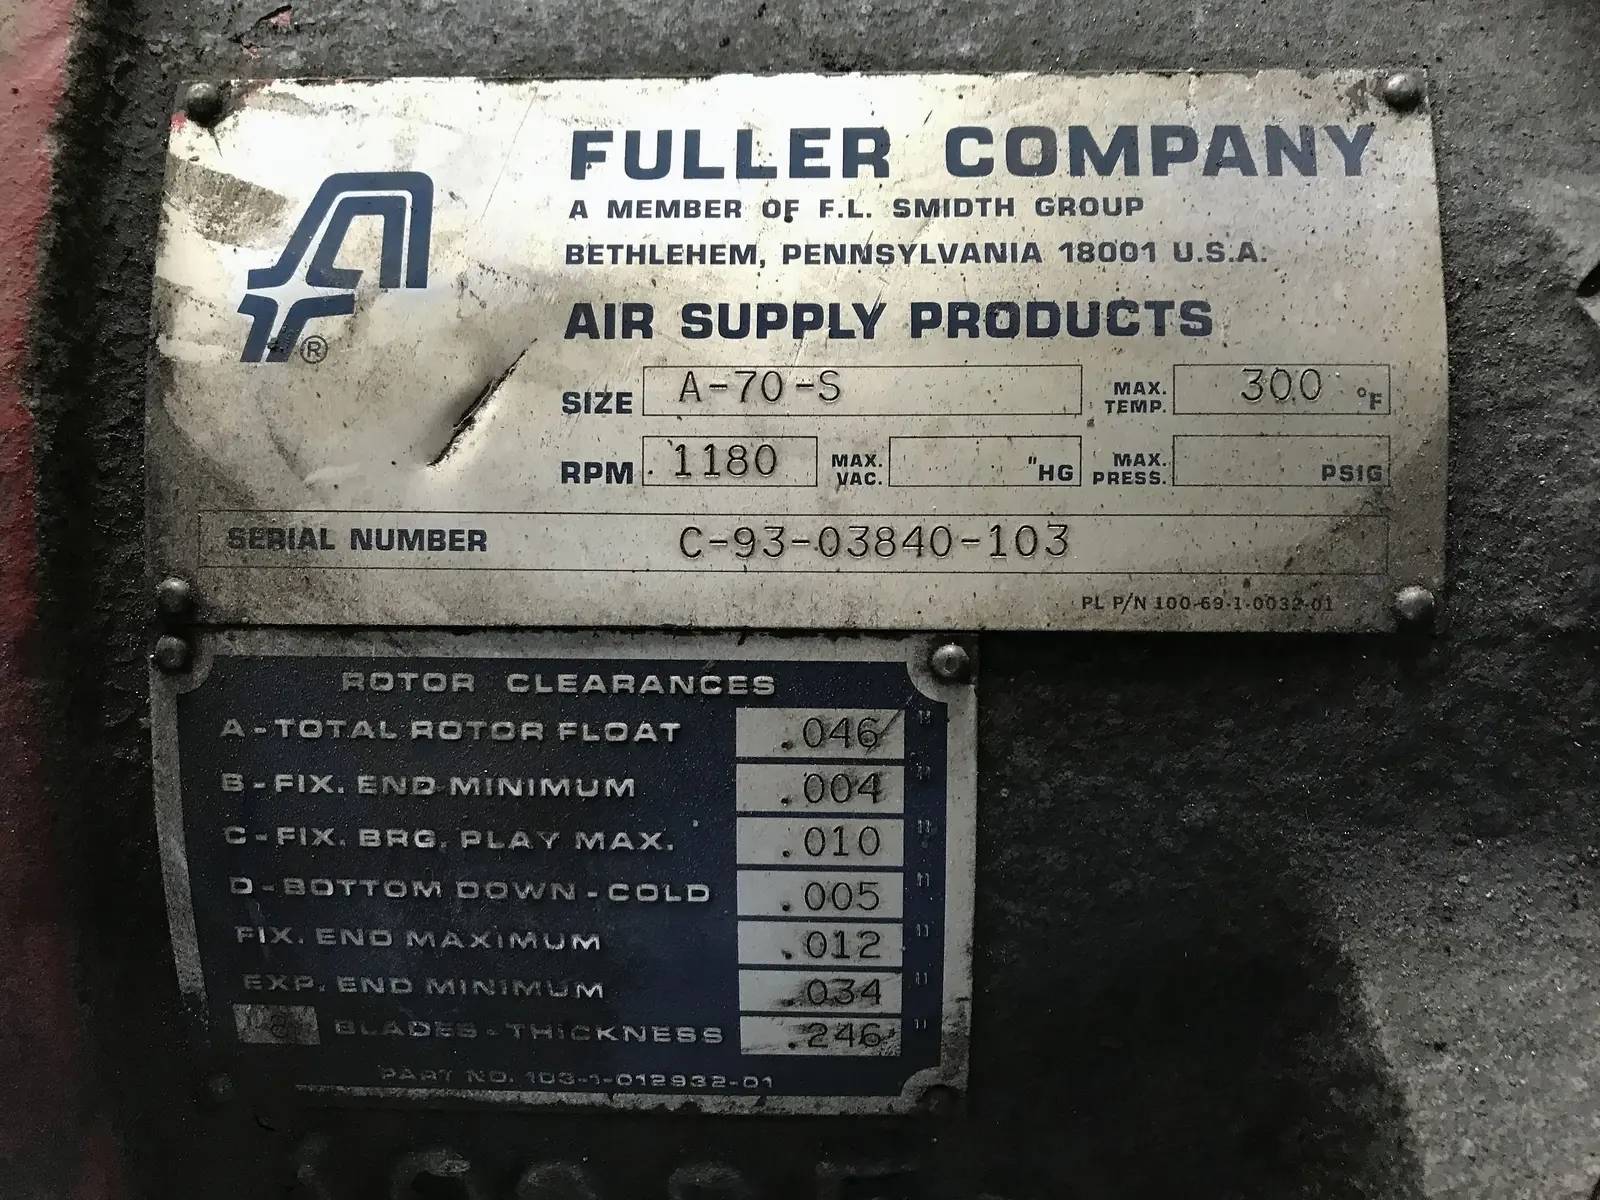 FULLER COMPANY
A MEMBER OF F.L. SMIDTH GROUP
BETHLEHEM, PENNSYLVANIA 18001 U.S.A.
AIR SUPPLY PRODUCTS
®
SIZE A-70-S MAX. TEMP. 300 °F
RPM 1180 MAX. VAC. "HG MAX. PRESS. PSIG
SERIAL NUMBER C-93-03840-103
PL P/N 100-69-1-0032-01
ROTOR CLEARANCES
A-TOTAL ROTOR FLOAT .046"
B-FIX. END MINIMUM .004"
C-FIX. BRG. PLAY MAX. .010"
D-BOTTOM DOWN-COLD .005"
FIX. END MAXIMUM .012"
EXP. END MINIMUM .034"
BLADES-THICKNESS .246"
PART NO. 103-1-012932-01